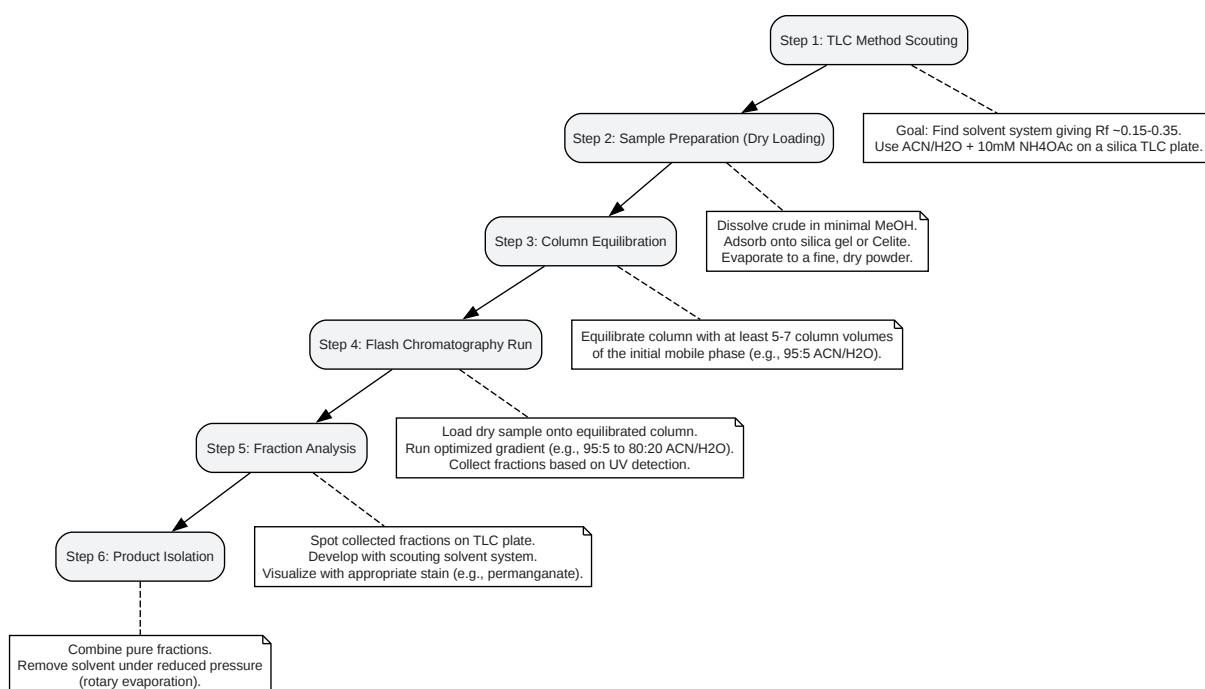 Step 1: TLC Method Scouting
Goal: Find solvent system giving Rf ~0.15-0.35.
Use ACN/H2O + 10mM NH4OAc on a silica TLC plate.
Step 2: Sample Preparation (Dry Loading)
Dissolve crude in minimal MeOH.
Adsorb onto silica gel or Celite.
Evaporate to a fine, dry powder.
Step 3: Column Equilibration
Equilibrate column with at least 5-7 column volumes
of the initial mobile phase (e.g., 95:5 ACN/H2O).
Step 4: Flash Chromatography Run
Load dry sample onto equilibrated column.
Run optimized gradient (e.g., 95:5 to 80:20 ACN/H2O).
Collect fractions based on UV detection.
Step 5: Fraction Analysis
Spot collected fractions on TLC plate.
Develop with scouting solvent system.
Visualize with appropriate stain (e.g., permanganate).
Step 6: Product Isolation
Combine pure fractions.
Remove solvent under reduced pressure
(rotary evaporation).